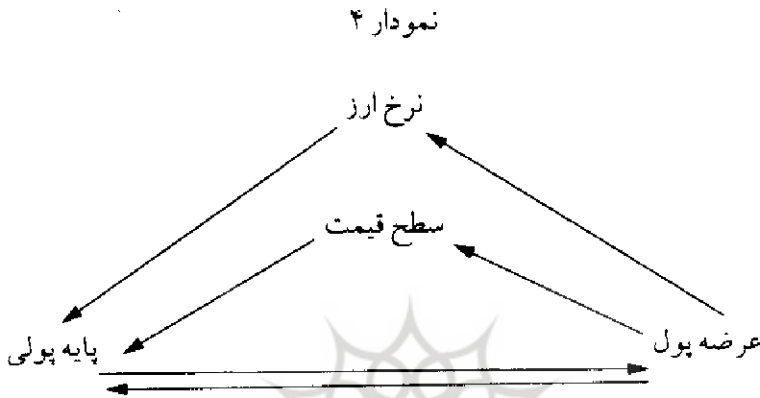 نمودار ۴
نرخ ارز
سطح قیمت
عرضه پول
پایه پولی